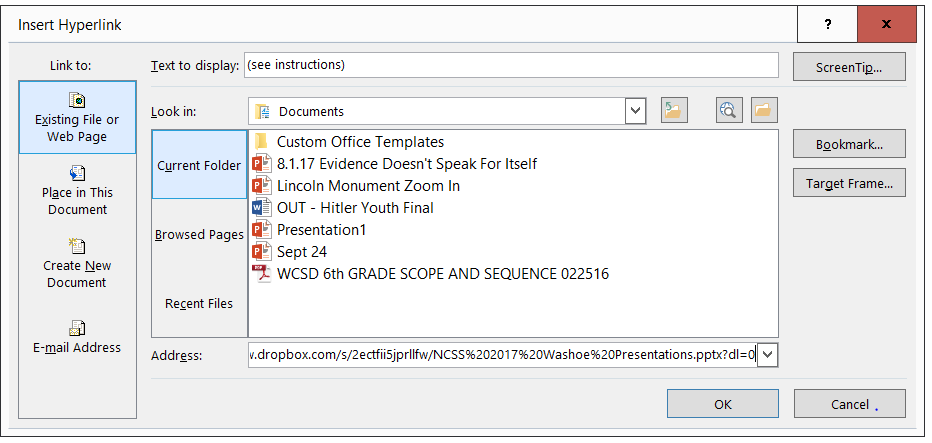 Insert Hyperlink
?
x
Link to:
Text to display: (see instructions)
ScreenTip...
Existing File or
Web Page
Look in: Documents
Place in This
Document
Current Folder
Custom Office Templates
8.1.17 Evidence Doesn't Speak For Itself
Lincoln Monument Zoom In
OUT - Hitler Youth Final
Presentation1
Sept 24
WCSD 6th GRADE SCOPE AND SEQUENCE 022516
Bookmark...
Target Frame...
Browsed Pages
Create New
Document
Recent Files
E-mail Address
Address: .dropbox.com/s/2ectfii5jprllfw/NCSS%202017%20Washoe%20Presentations.pptx?dl=0
OK
Cancel